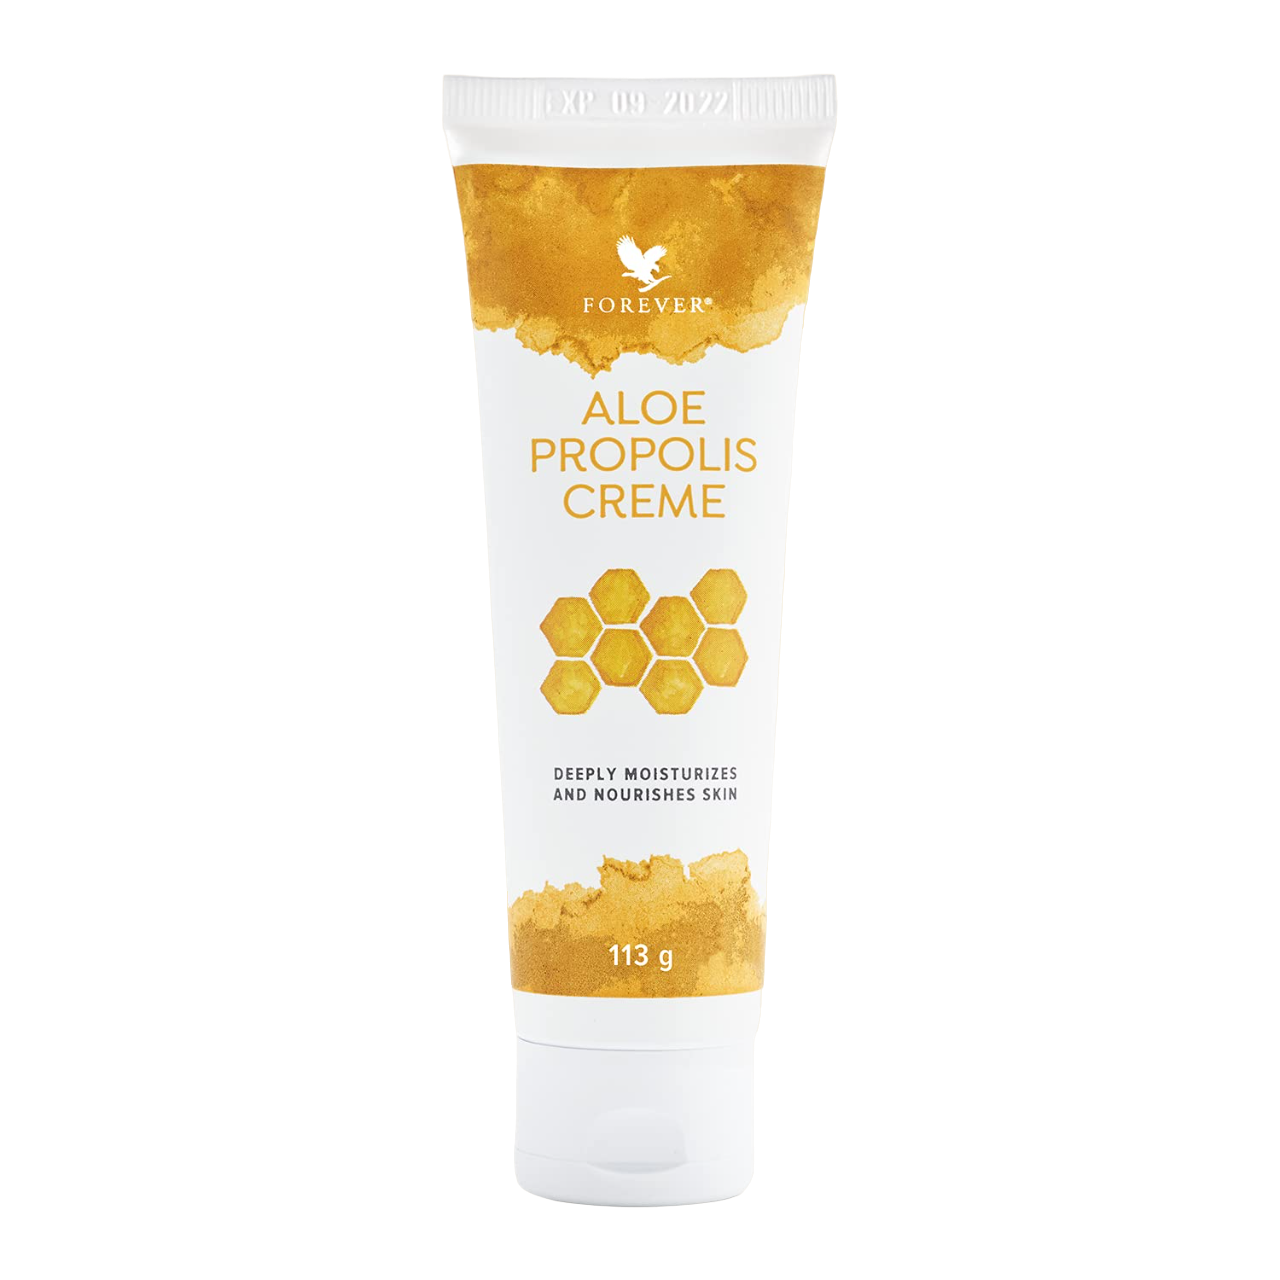 EXP 09 2022
FOREVER®
ALOE
PROPOLIS
CREME
DEEPLY MOISTURIZES
AND NOURISHES SKIN
113 g